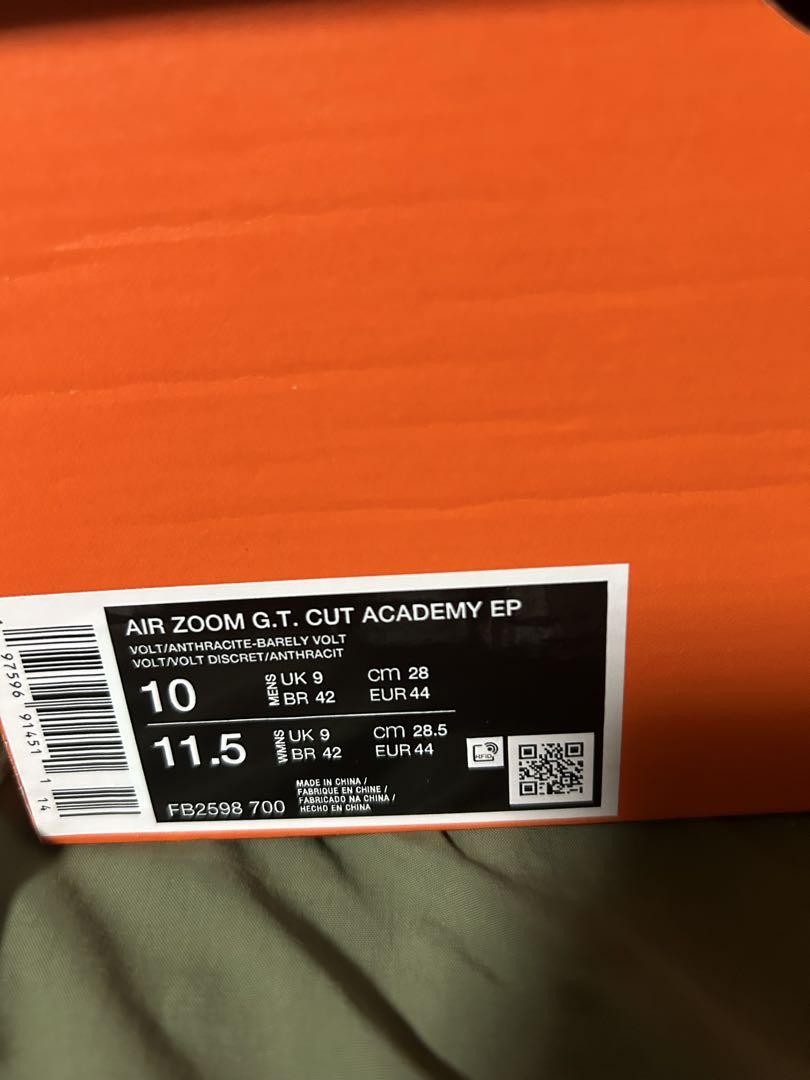 AIR ZOOM G.T. CUT ACADEMY EP
VOLT/ANTHRACITE-BARELY VOLT
VOLT/VOLT DISCRET/ANTHRACIT
10 MENS UK 9 cm 28
BR 42 EUR 44
11.5 WMNS UK 9 cm 28.5
BR 42 EUR 44
RFID
FB2598 700
MADE IN CHINA /
FABRIQUE EN CHINE /
FABRICADO NA CHINA /
HECHO EN CHINA
1 97596 91451 1 14